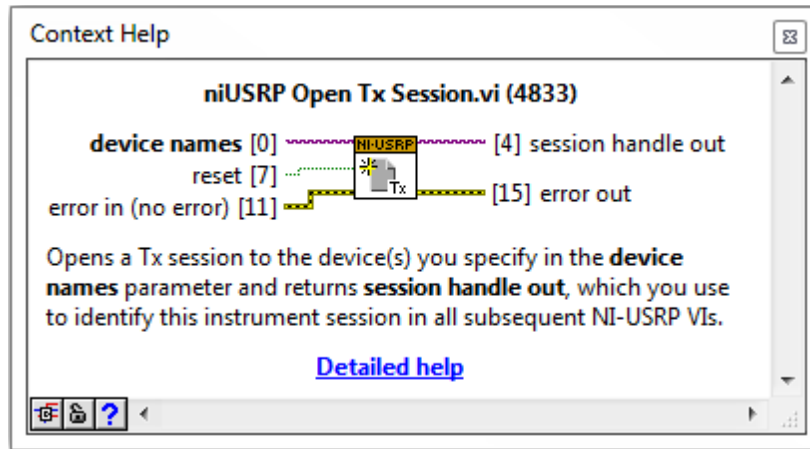 Context Help
niUSRP Open Tx Session.vi (4833)
device names [0]
NI-USRP
[4] session handle out
reset [7]
Tx
[15] error out
error in (no error) [11]
Opens a Tx session to the device(s) you specify in the device
names parameter and returns session handle out, which you use
to identify this instrument session in all subsequent NI-USRP VIs.
Detailed help
?